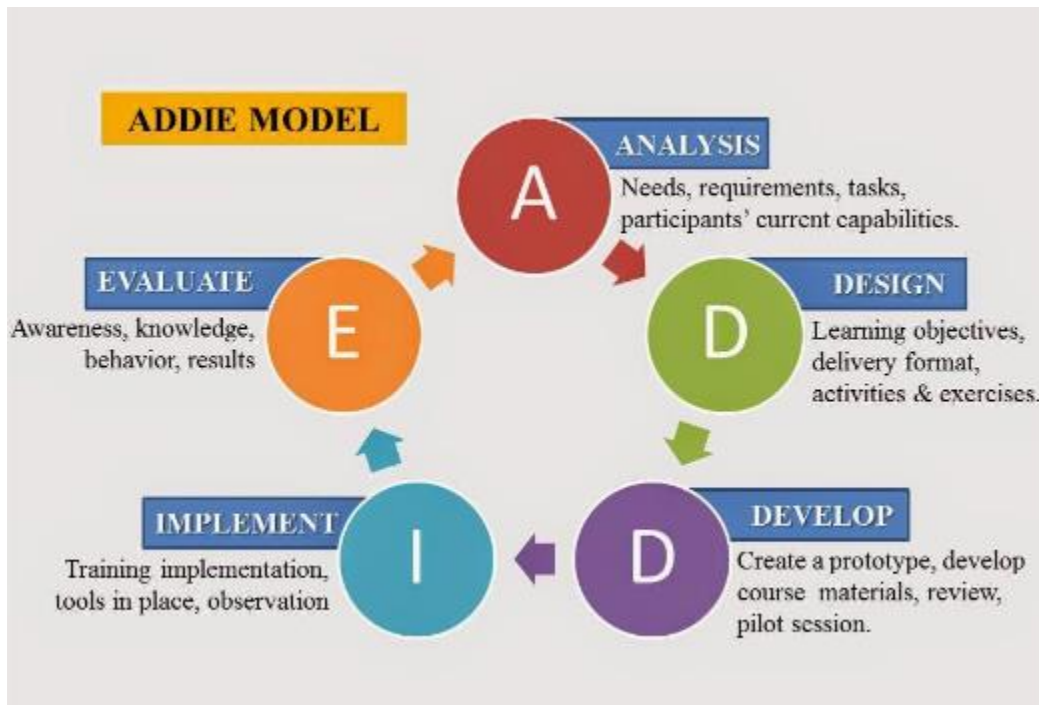 ADDIE MODEL
A
ANALYSIS
Needs, requirements, tasks,
participants' current capabilities.
D
DESIGN
Learning objectives,
delivery format,
activities & exercises.
D
DEVELOP
Create a prototype, develop
course materials, review,
pilot session.
I
IMPLEMENT
Training implementation,
tools in place, observation
E
EVALUATE
Awareness, knowledge,
behavior, results